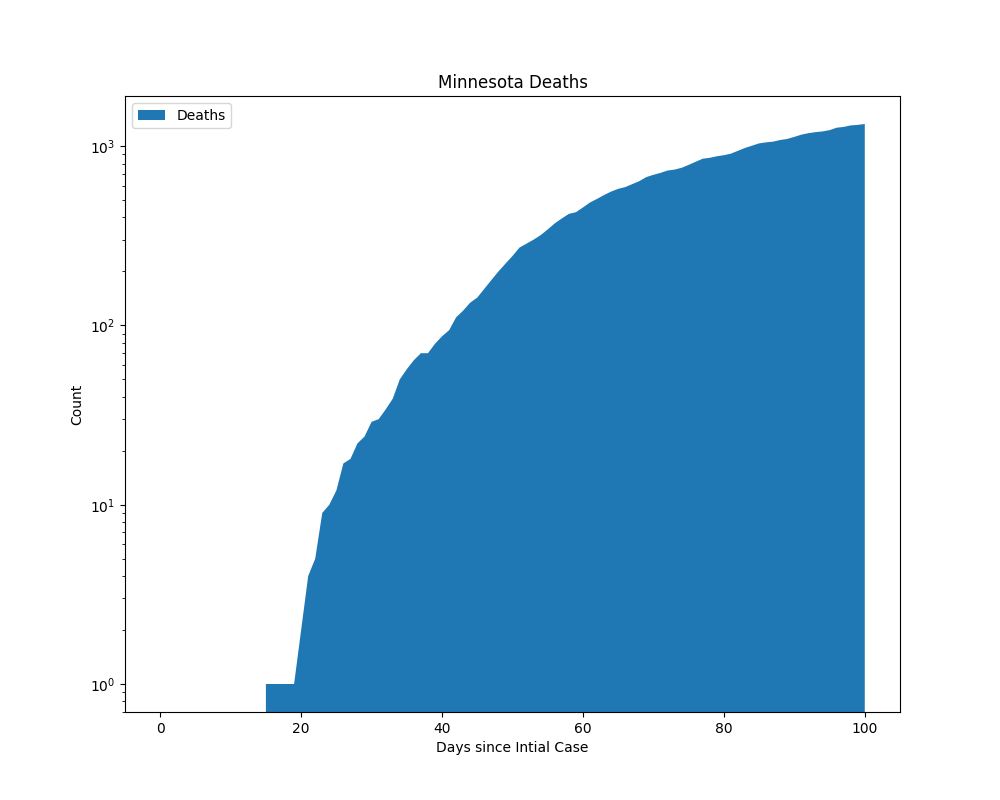 Minnesota Deaths
Deaths
10³
10²
10¹
10⁰
Count
0 20 40 60 80 100
Days since Intial Case